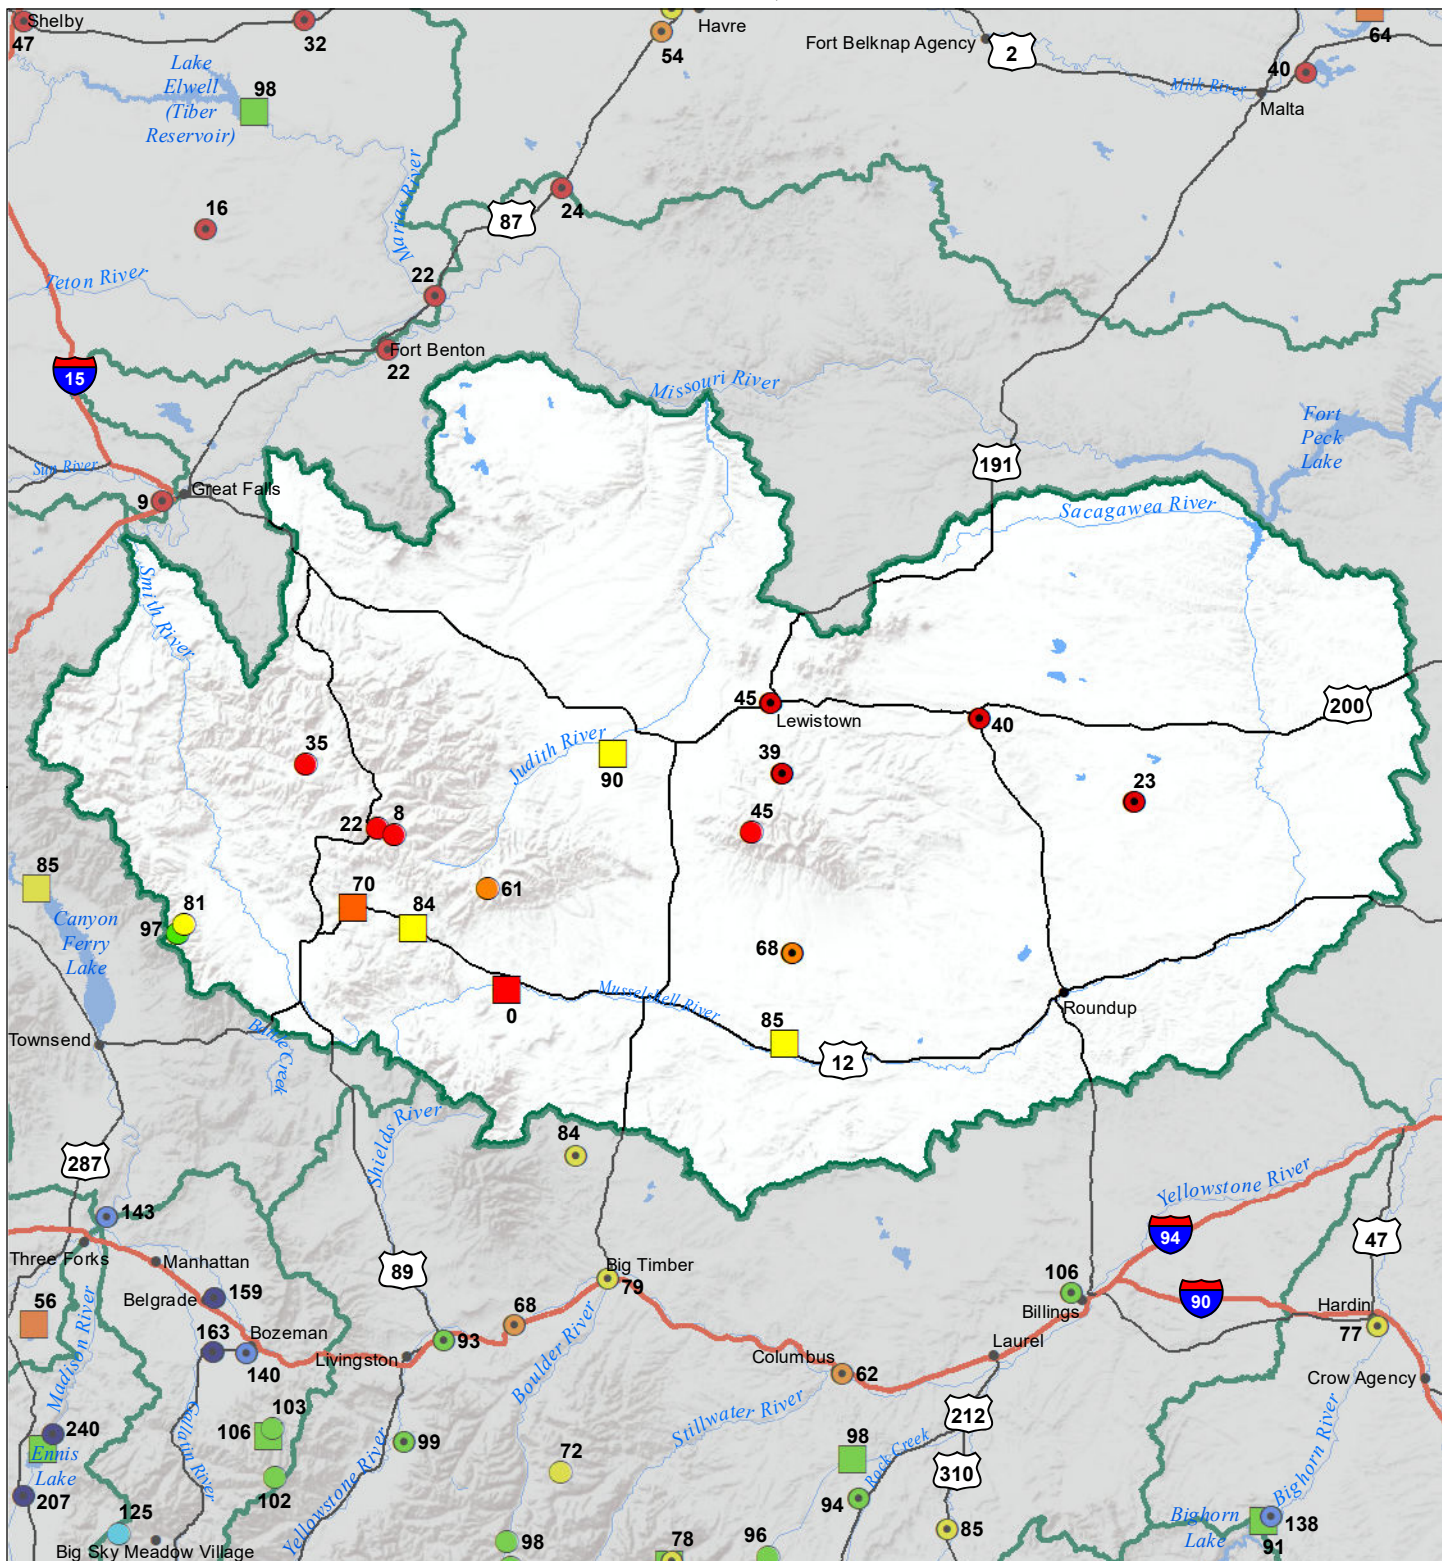 Shelby
47
32
Havre
54
Fort Belknap Agency
2
64
40
Milk River
Malta
Lake
Elwell
(Tiber
Reservoir)
98
16
Marias River
87
24
Teton River
22
15
Fort Benton
22
Missouri River
Fort
Peck
Lake
191
Sun River
Great Falls
9
Sacagawea River
Smith River
45
Lewistown
40
200
35
Judith River
90
39
23
22
8
45
85
70
84
61
81
97
Canyon
Ferry
Lake
68
0
Musselshell River
85
12
Roundup
Townsend
Battle Creek
Shields River
84
287
143
Three Forks
Manhattan
89
Big Timber
79
Yellowstone River
94
47
106
Billings
90
Hardin
77
56
Belgrade
159
163
Bozeman
140
Livingston
93
68
Boulder River
Columbus
62
Laurel
Crow Agency
Madison River
103
106
Gallatin River
240
Ennis
Lake
207
102
125
Big Sky Meadow Village
99
Yellowstone River
72
Stillwater River
212
98
Rock Creek
310
94
85
98
78
96
Bighorn River
Bighorn
Lake
138
91